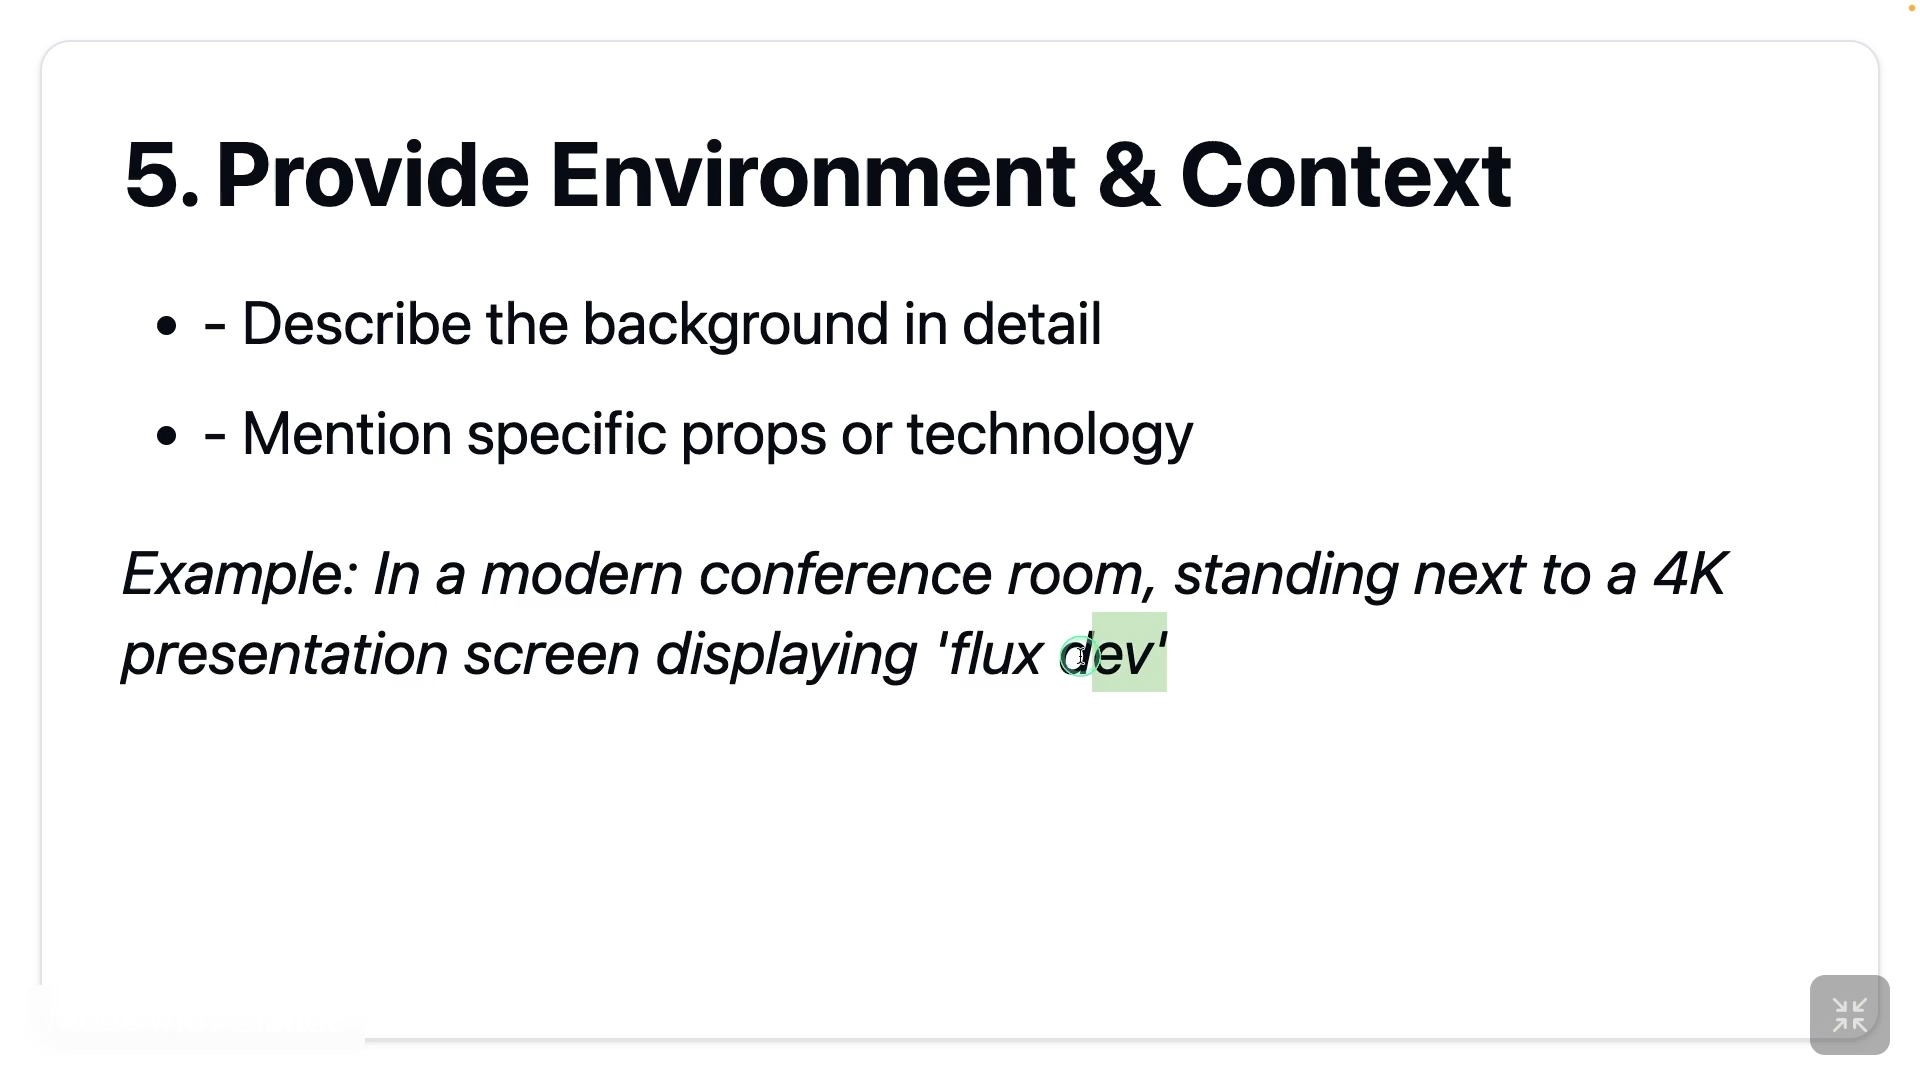 5. Provide Environment & Context
• - Describe the background in detail
• - Mention specific props or technology
Example: In a modern conference room, standing next to a 4K
presentation screen displaying 'flux dev'